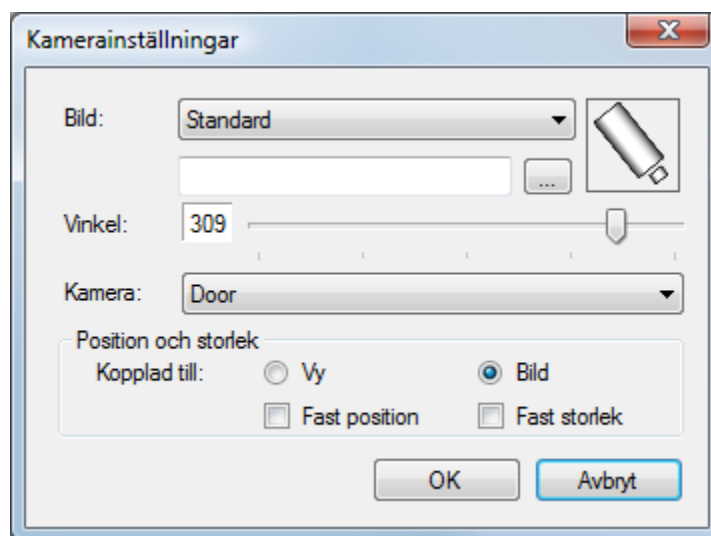 Kamerainställningar
Bild: Standard
...
Vinkel: 309
Kamera: Door
Position och storlek
Kopplad till: Vy Bild
Fast position Fast storlek
OK Avbryt